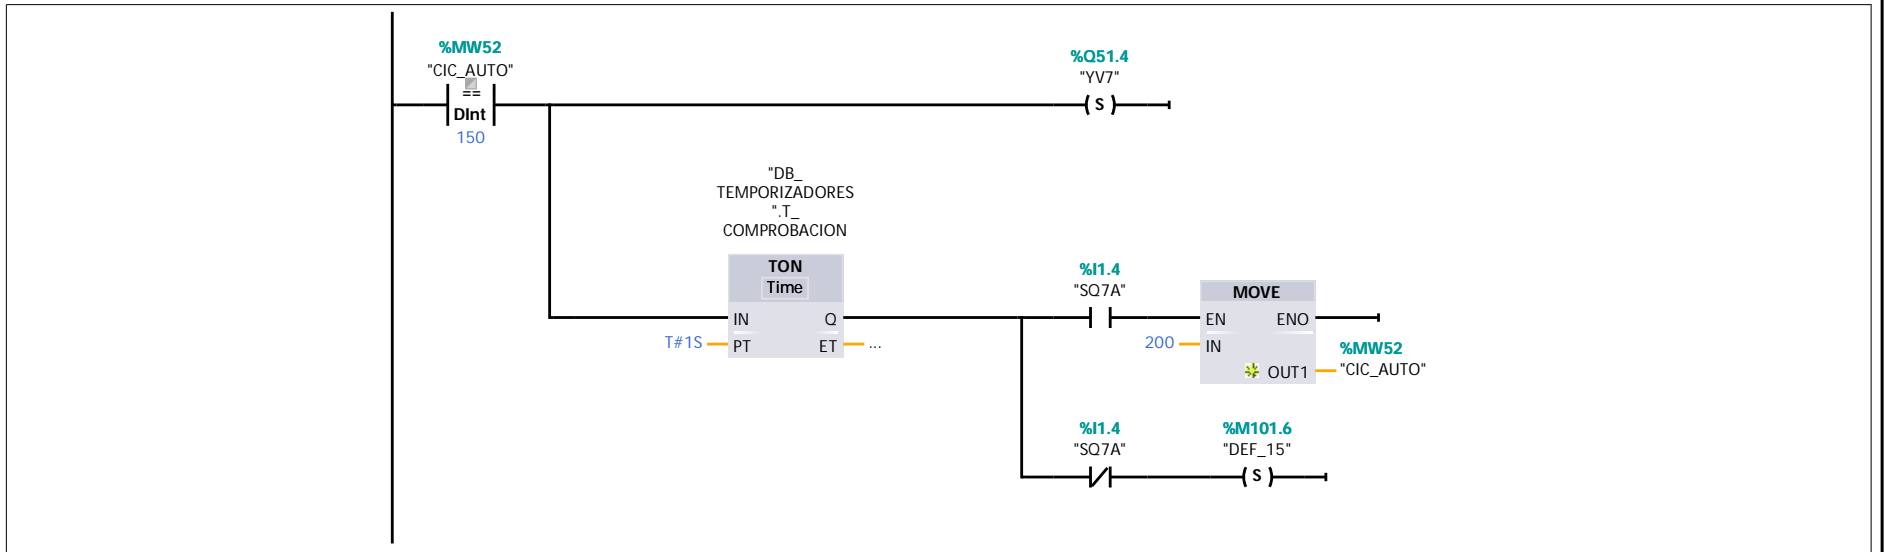 %MW52
"CIC_AUTO"
==
DInt
150
%Q51.4
"YV7"
S
"DB_
TEMPORIZADORES
".T_
COMPROBACION
TON
Time
IN Q
T#1S PT ET ...
%I1.4
"SQ7A"
MOVE
EN ENO
200 IN
OUT1
%MW52
"CIC_AUTO"
%I1.4
"SQ7A"
%M101.6
"DEF_15"
S